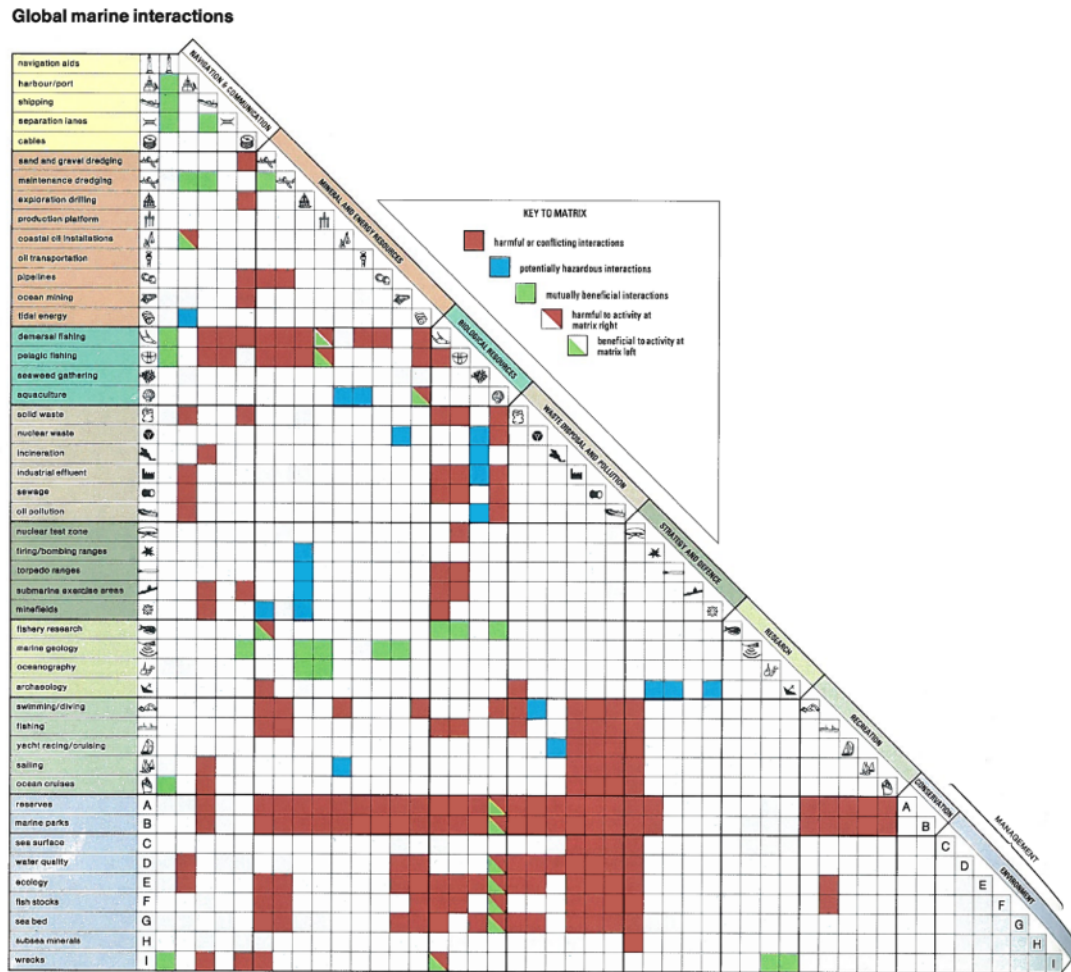 Global marine interactions
navigation aids
harbour/port
shipping
separation lanes
cables
sand and gravel dredging
maintenance dredging
exploration drilling
production platform
coastal oil installations
oil transportation
pipelines
ocean mining
tidal energy
demersal fishing
pelagic fishing
seaweed gathering
aquaculture
solid waste
nuclear waste
incineration
industrial effluent
sewage
oil pollution
nuclear test zone
firing/bombing ranges
torpedo ranges
submarine exercise areas
minefields
fishery research
marine geology
oceanography
archaeology
swimming/diving
fishing
yacht racing/cruising
sailing
ocean cruises
reserves A
marine parks B
sea surface C
water quality D
ecology E
fish stocks F
sea bed G
subsea minerals H
wrecks I
NAVIGATION & COMMUNICATION
MINERAL AND ENERGY RESOURCES
BIOLOGICAL RESOURCES
WASTE DISPOSAL AND POLLUTION
STRATEGY AND DEFENCE
RESEARCH
RECREATION
CONSERVATION
ENVIRONMENT
MANAGEMENT
A
B
C
D
E
F
G
H
I
KEY TO MATRIX
harmful or conflicting interactions
potentially hazardous interactions
mutually beneficial interactions
harmful to activity at
matrix right
beneficial to activity at
matrix left